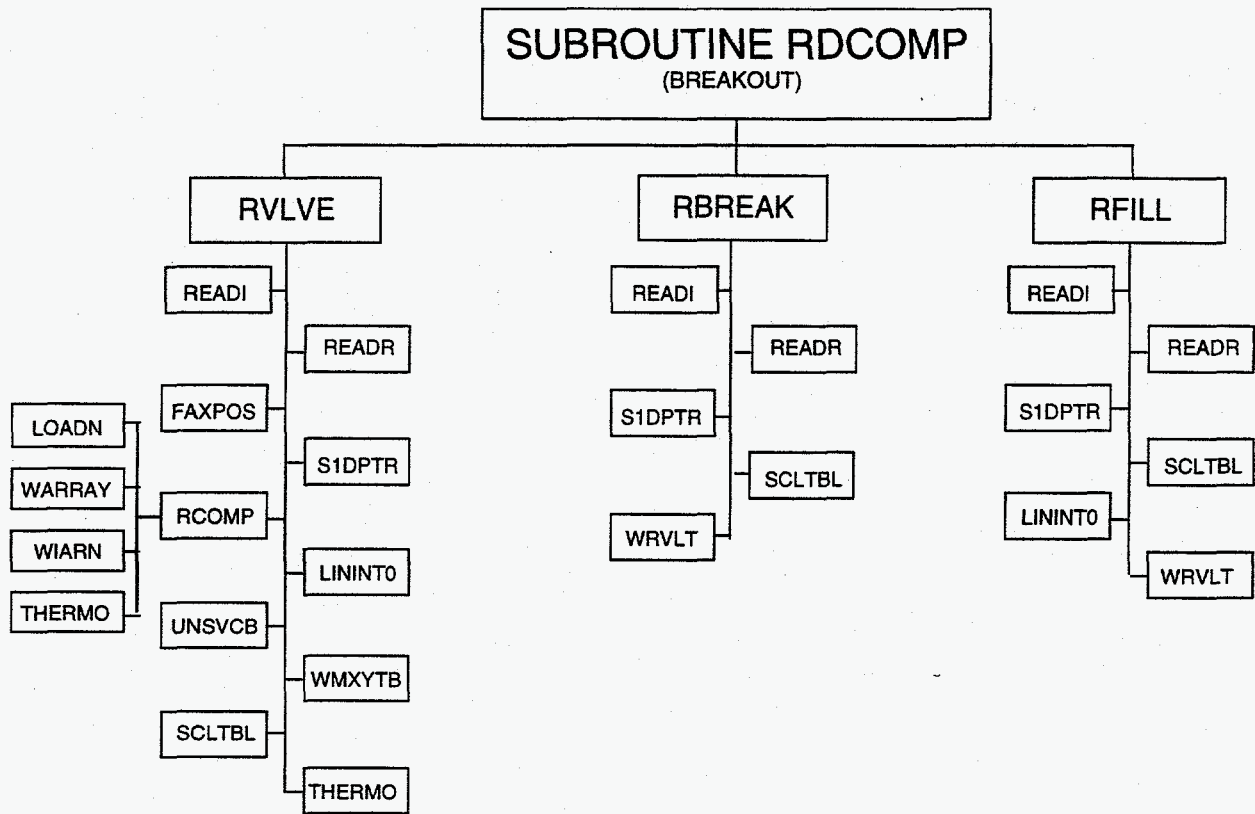 SUBROUTINE RDCOMP
(BREAKOUT)
RVLVE
RBREAK
RFILL
READI
READR
FAXPOS
S1DPTR
LOADN
WARRAY
WIARN
THERMO
RCOMP
LININT0
UNSVCB
WMXYTB
SCLTBL
THERMO
READI
READR
S1DPTR
SCLTBL
WRVLT
READI
READR
S1DPTR
SCLTBL
LININT0
WRVLT